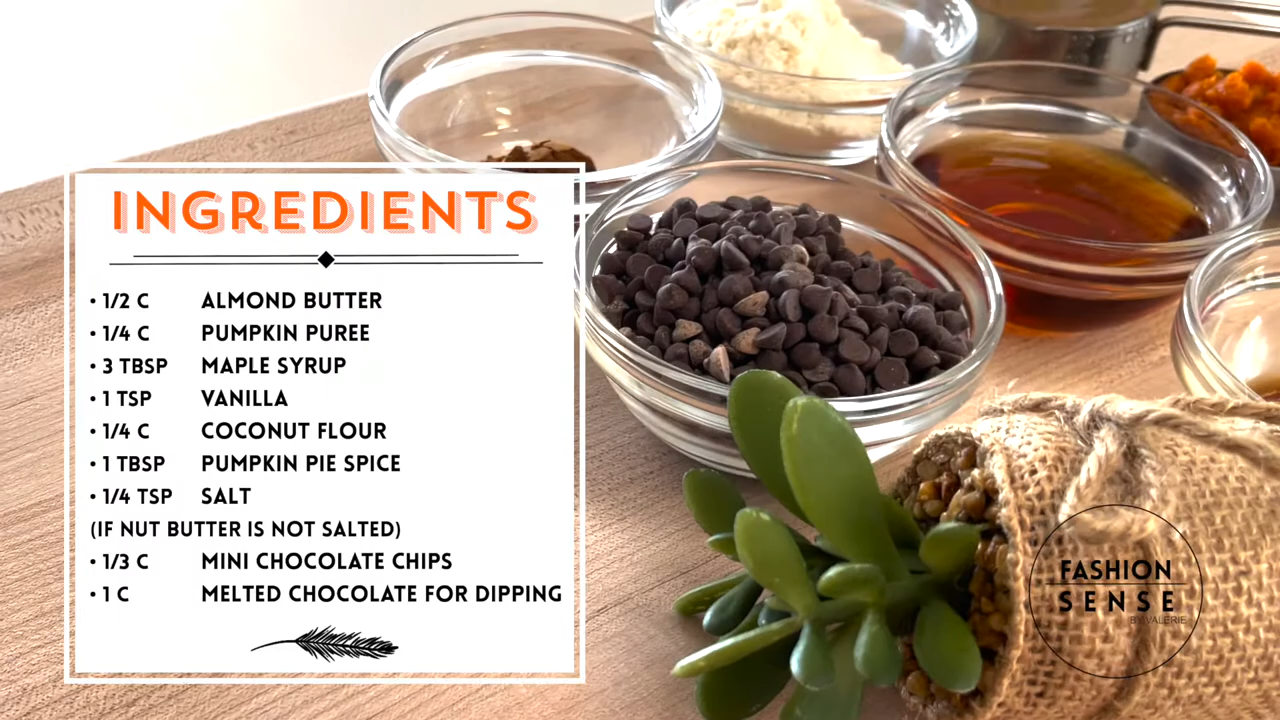 INGREDIENTS
• 1/2 C ALMOND BUTTER
• 1/4 C PUMPKIN PUREE
• 3 TBSP MAPLE SYRUP
• 1 TSP VANILLA
• 1/4 C COCONUT FLOUR
• 1 TBSP PUMPKIN PIE SPICE
• 1/4 TSP SALT
(IF NUT BUTTER IS NOT SALTED)
• 1/3 C MINI CHOCOLATE CHIPS
• 1 C MELTED CHOCOLATE FOR DIPPING
FASHION
SENSE
BY VALERIE